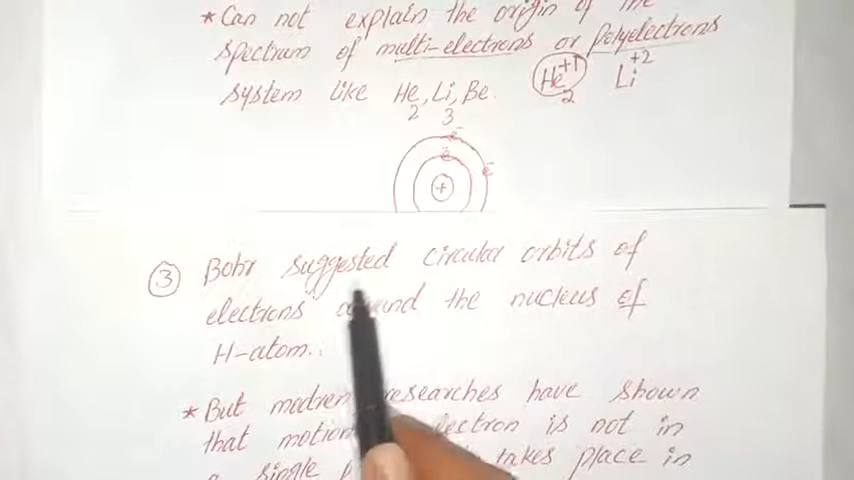 * Can not explain the origin of the
spectrum of multi-electrons or polyelectrons
system like He, Li, Be. He+1 Li+2
2 3 2
e- e- e-
+
3 Bohr suggested circular orbits of
electrons around the nucleus of
H-atom.
* But modren researches have shown
that motion electron is not in
a single takes place in